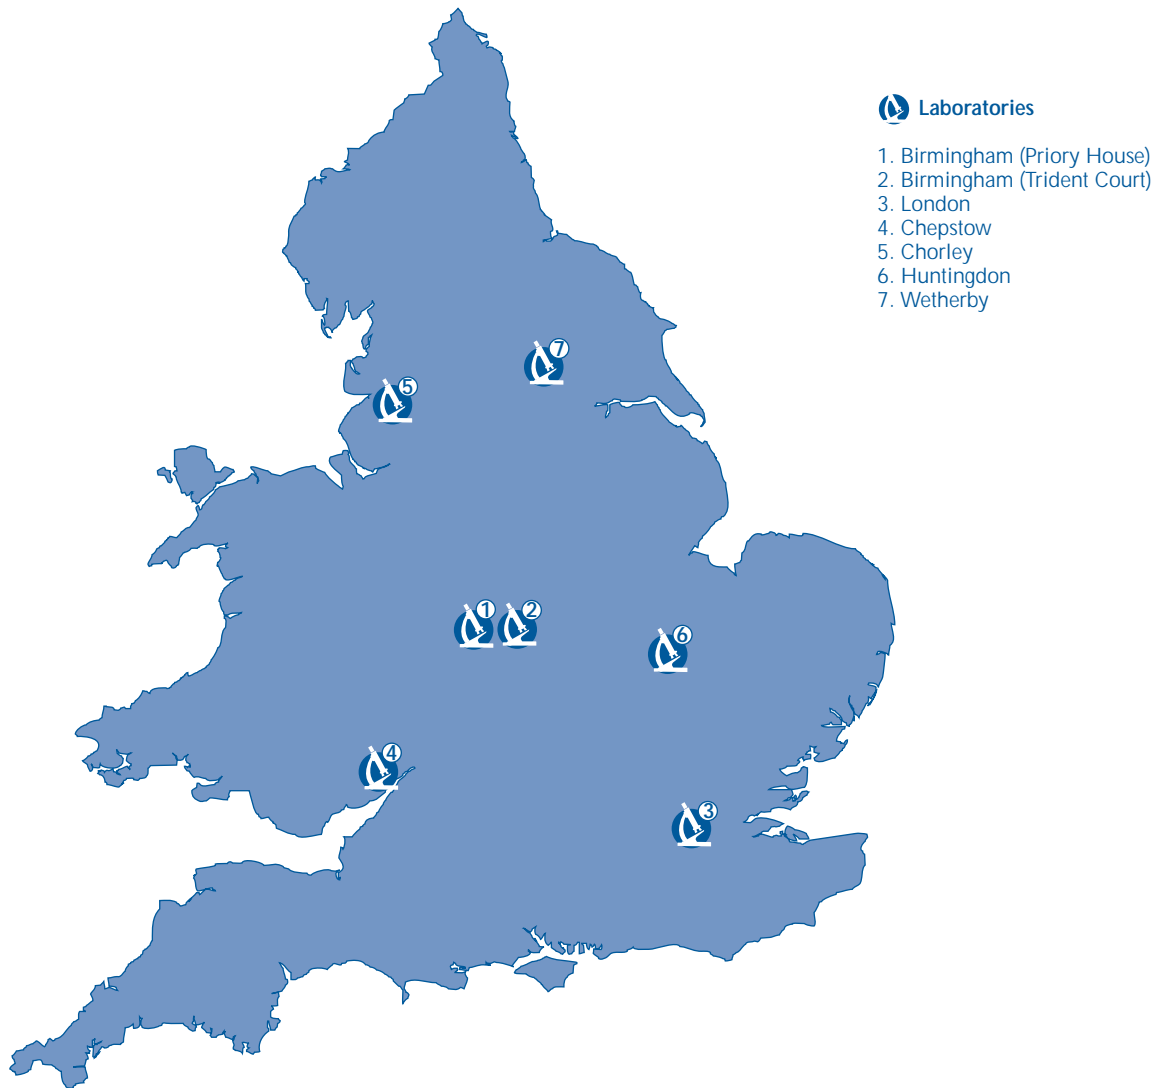 Laboratories
1. Birmingham (Priory House)
2. Birmingham (Trident Court)
3. London
4. Chepstow
5. Chorley
6. Huntingdon
7. Wetherby
7
5
1
2
6
4
3